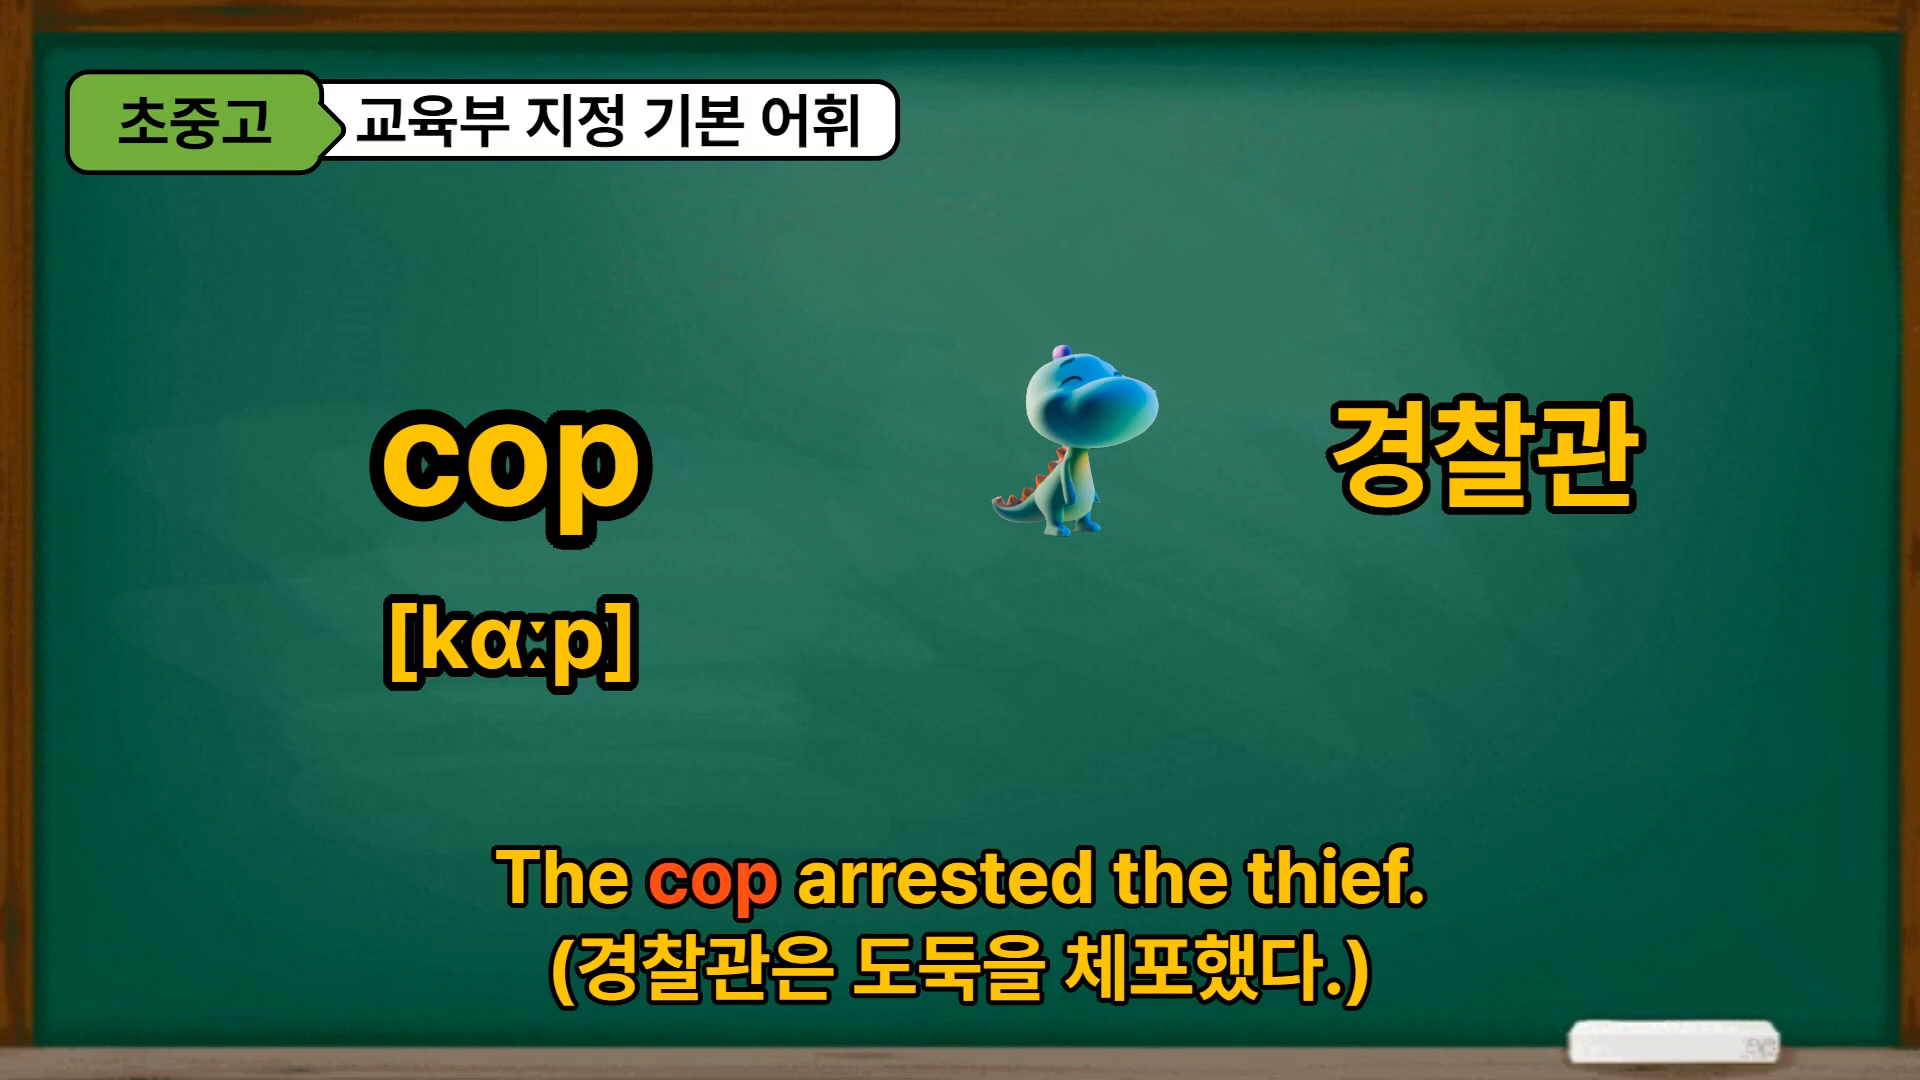 초중고 교육부 지정 기본 어휘
cop 경찰관
[kɑːp]
The cop arrested the thief.
(경찰관은 도둑을 체포했다.)